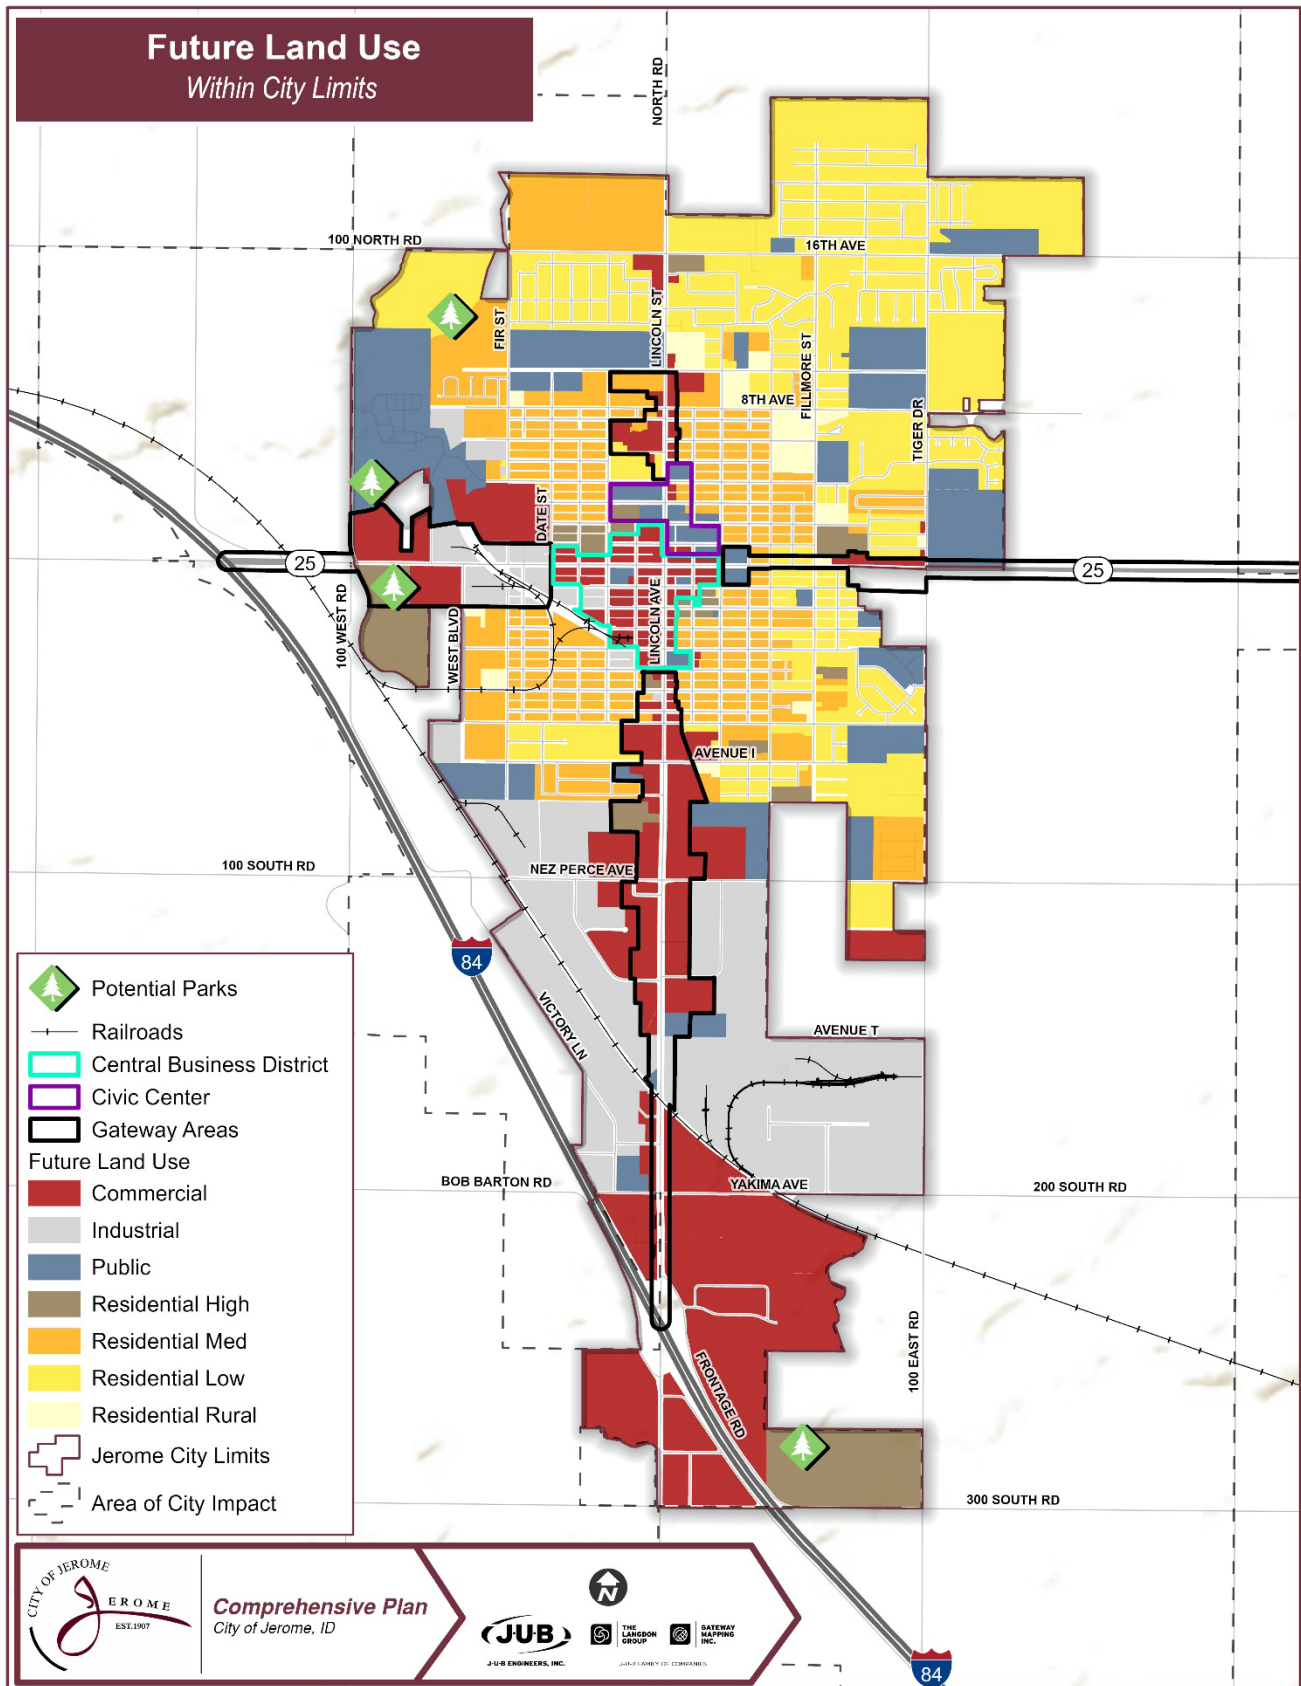 Future Land Use
Within City Limits
NORTH RD
100 NORTH RD
16TH AVE
FIR ST
LINCOLN ST
FILLMORE ST
8TH AVE
TIGER DR
DATE ST
25
25
100 WEST RD
WEST BLVD
LINCOLN AVE
AVENUE I
100 SOUTH RD
NEZ PERCE AVE
84
VICTORY LN
AVENUE T
BOB BARTON RD
YAKIMA AVE
200 SOUTH RD
100 EAST RD
FRONTAGE RD
300 SOUTH RD
84
Potential Parks
Railroads
Central Business District
Civic Center
Gateway Areas
Future Land Use
Commercial
Industrial
Public
Residential High
Residential Med
Residential Low
Residential Rural
Jerome City Limits
Area of City Impact
CITY OF JEROME
JEROME
EST.1907
Comprehensive Plan
City of Jerome, ID
N
J·U·B
J·U·B ENGINEERS, INC.
THE
LANGDON
GROUP
GATEWAY
MAPPING
INC.
J·U·B FAMILY OF COMPANIES